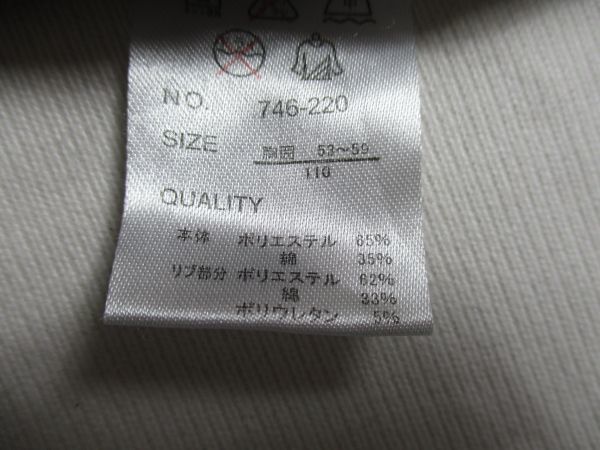 NO. 746-220
SIZE 胸囲 53～59
110
QUALITY
本体 ポリエステル 65%
綿 35%
リブ部分 ポリエステル 62%
綿 33%
ポリウレタン 5%